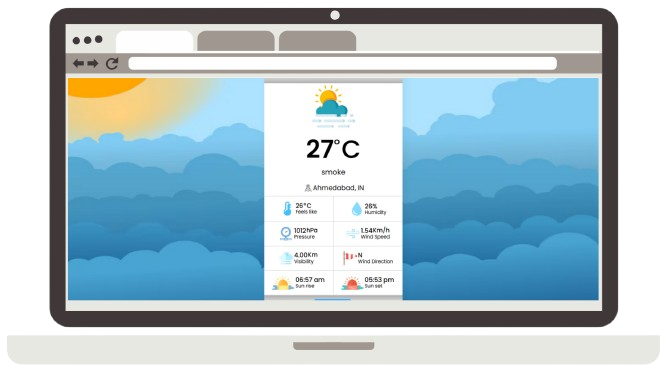 27°C
smoke
Ahmedabad, IN
26°C
Feels like
26%
Humidity
1012hPa
Pressure
1.54Km/h
Wind Speed
4.00Km
Visibility
N
Wind Direction
06:57 am
Sun rise
05:53 pm
Sun set